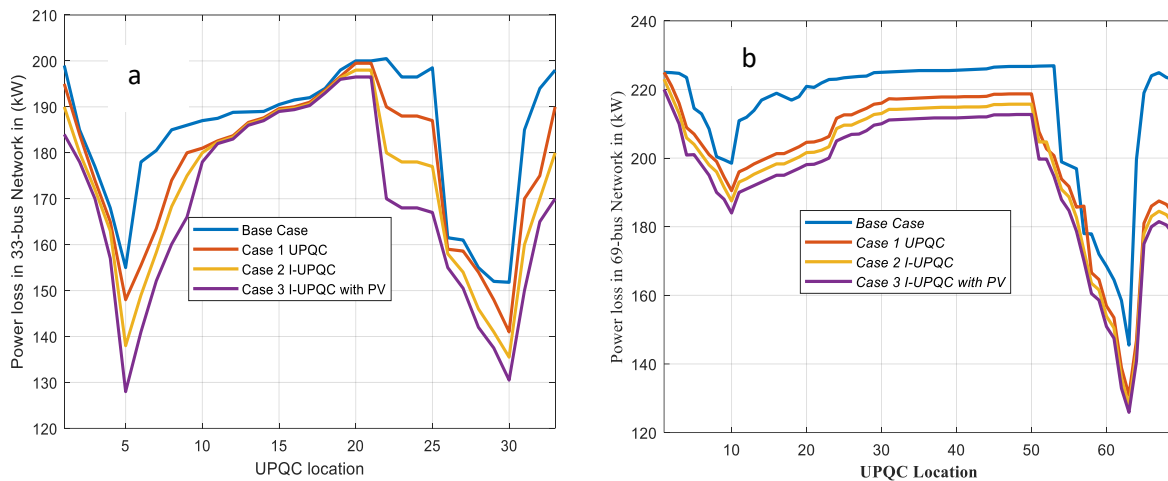 a
Power loss in 33-bus Network in (kW)
210
200
190
180
170
160
150
140
130
120
5
10
15
20
25
30
UPQC location
Base Case
Case 1 UPQC
Case 2 I-UPQC
Case 3 I-UPQC with PV
b
Power loss in 69-bus Network in (kW)
240
220
200
180
160
140
120
10
20
30
40
50
60
UPQC Location
Base Case
Case 1 UPQC
Case 2 I-UPQC
Case 3 I-UPQC with PV